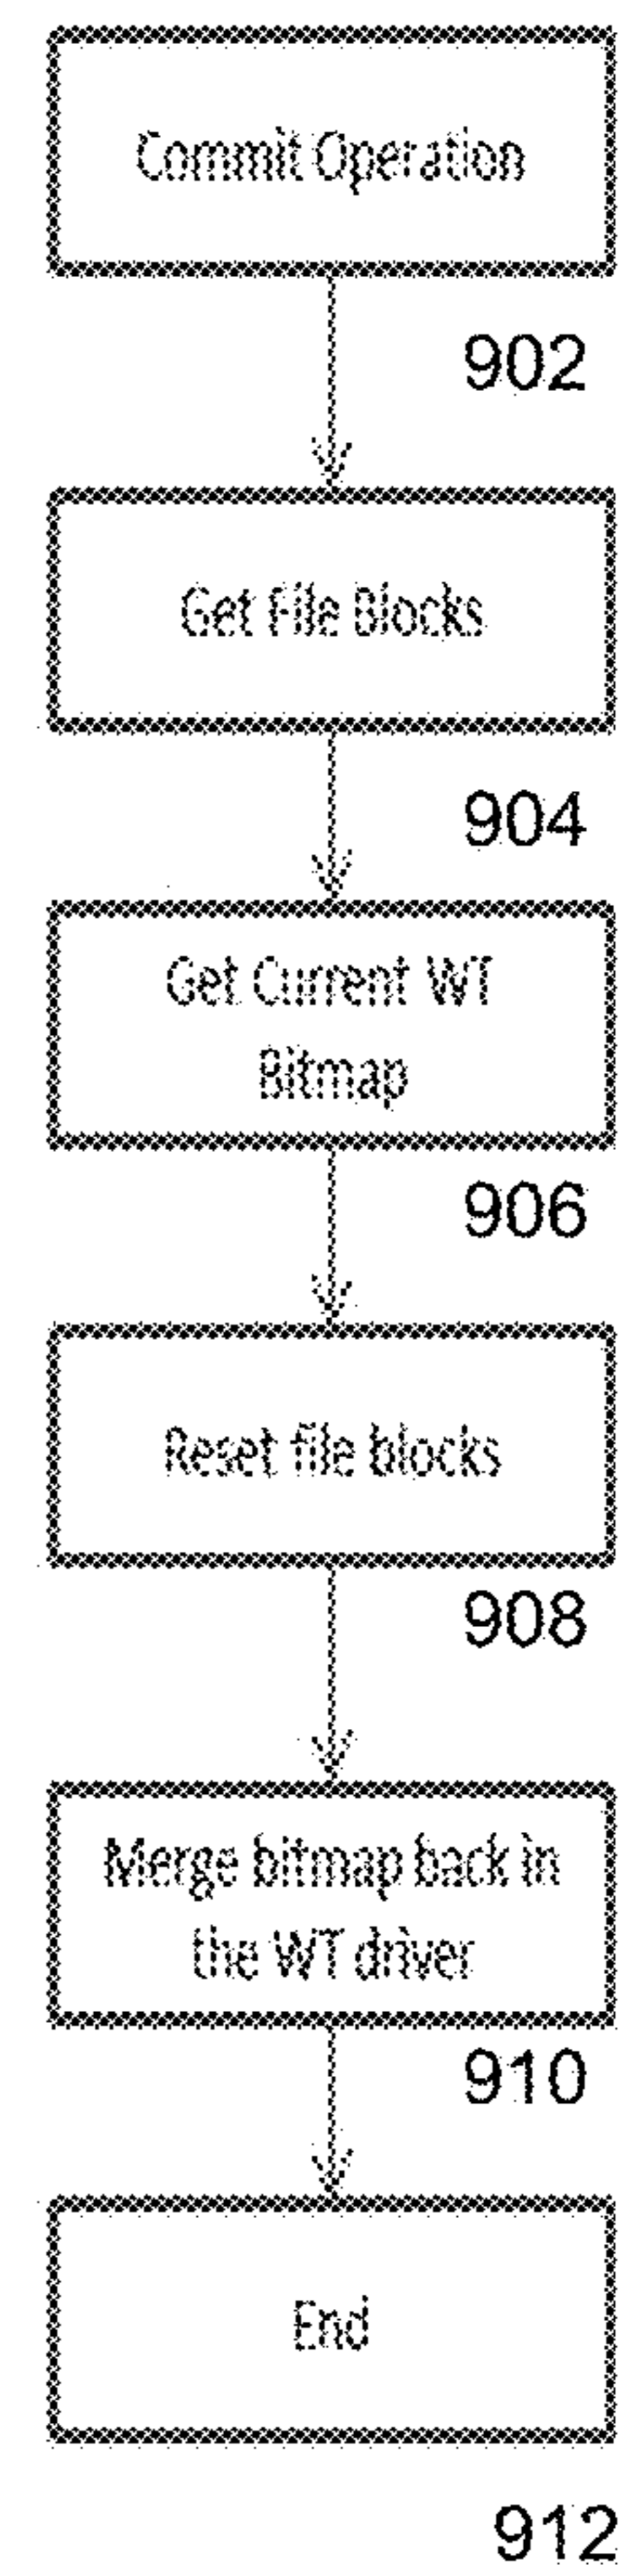 Commit Operation
902
Get File Blocks
904
Get Current WT
Bitmap
906
Reset file blocks
908
Merge bitmap back in
the WT driver
910
End
912